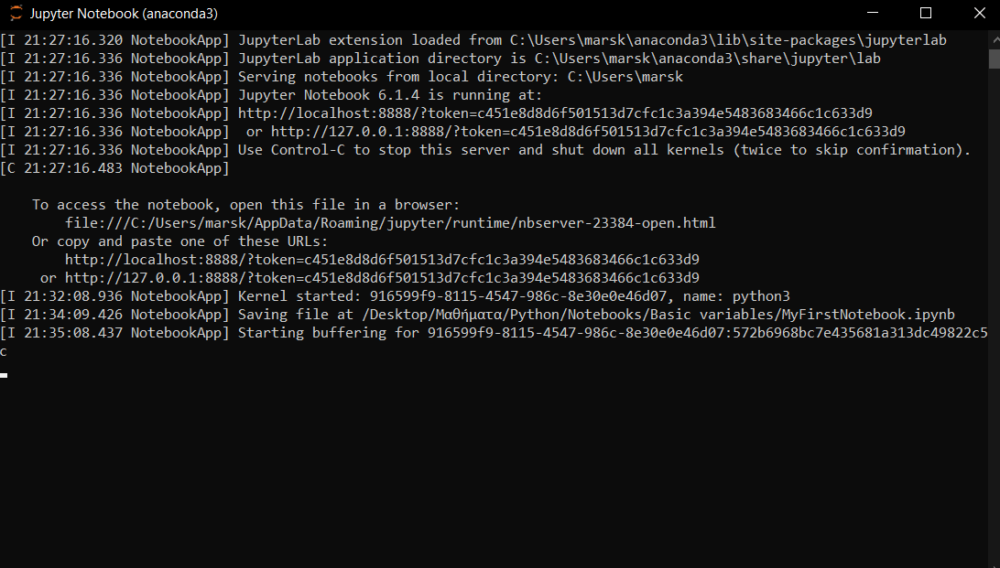 Jupyter Notebook (anaconda3)
[I 21:27:16.320 NotebookApp] JupyterLab extension loaded from C:\Users\marsk\anaconda3\lib\site-packages\jupyterlab
[I 21:27:16.336 NotebookApp] JupyterLab application directory is C:\Users\marsk\anaconda3\share\jupyter\lab
[I 21:27:16.336 NotebookApp] Serving notebooks from local directory: C:\Users\marsk
[I 21:27:16.336 NotebookApp] Jupyter Notebook 6.1.4 is running at:
[I 21:27:16.336 NotebookApp] http://localhost:8888/?token=c451e8d8d6f501513d7cfc1c3a394e5483683466c1c633d9
[I 21:27:16.336 NotebookApp]  or http://127.0.0.1:8888/?token=c451e8d8d6f501513d7cfc1c3a394e5483683466c1c633d9
[I 21:27:16.336 NotebookApp] Use Control-C to stop this server and shut down all kernels (twice to skip confirmation).
[C 21:27:16.483 NotebookApp]
To access the notebook, open this file in a browser:
file:///C:/Users/marsk/AppData/Roaming/jupyter/runtime/nbserver-23384-open.html
Or copy and paste one of these URLs:
http://localhost:8888/?token=c451e8d8d6f501513d7cfc1c3a394e5483683466c1c633d9
or http://127.0.0.1:8888/?token=c451e8d8d6f501513d7cfc1c3a394e5483683466c1c633d9
[I 21:32:08.936 NotebookApp] Kernel started: 916599f9-8115-4547-986c-8e30e0e46d07, name: python3
[I 21:34:09.426 NotebookApp] Saving file at /Desktop/Μαθήματα/Python/Notebooks/Basic variables/MyFirstNotebook.ipynb
[I 21:35:08.437 NotebookApp] Starting buffering for 916599f9-8115-4547-986c-8e30e0e46d07:572b6968bc7e435681a313dc49822c5
c